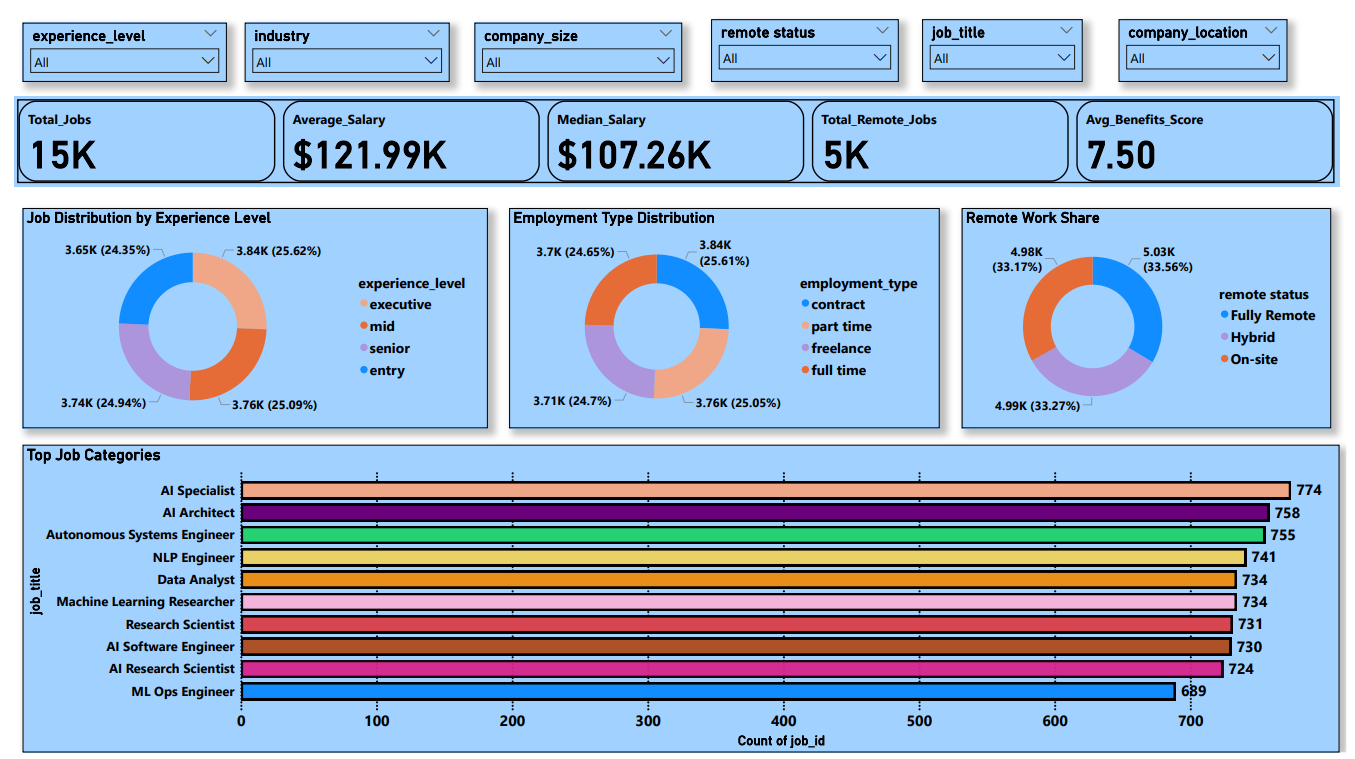 experience_level
All
industry
All
company_size
All
remote status
All
job_title
All
company_location
All
Total_Jobs
15K
Average_Salary
$121.99K
Median_Salary
$107.26K
Total_Remote_Jobs
5K
Avg_Benefits_Score
7.50
Job Distribution by Experience Level
3.65K (24.35%)
3.84K (25.62%)
3.74K (24.94%)
3.76K (25.09%)
experience_level
executive
mid
senior
entry
Employment Type Distribution
3.7K (24.65%)
3.84K
(25.61%)
3.71K (24.7%)
3.76K (25.05%)
employment_type
contract
part time
freelance
full time
Remote Work Share
4.98K
(33.17%)
5.03K
(33.56%)
4.99K (33.27%)
remote status
Fully Remote
Hybrid
On-site
Top Job Categories
job_title
AI Specialist 774
AI Architect 758
Autonomous Systems Engineer 755
NLP Engineer 741
Data Analyst 734
Machine Learning Researcher 734
Research Scientist 731
AI Software Engineer 730
AI Research Scientist 724
ML Ops Engineer 689
0 100 200 300 400 500 600 700
Count of job_id